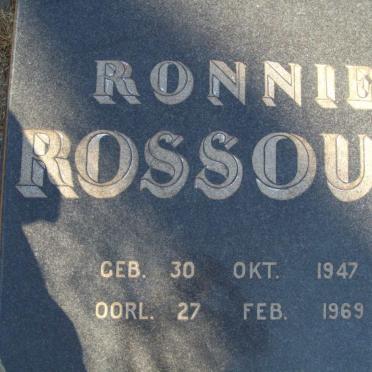 RONNIE
ROSSOU
GEB. 30 OKT. 1947
OORL. 27 FEB. 1969